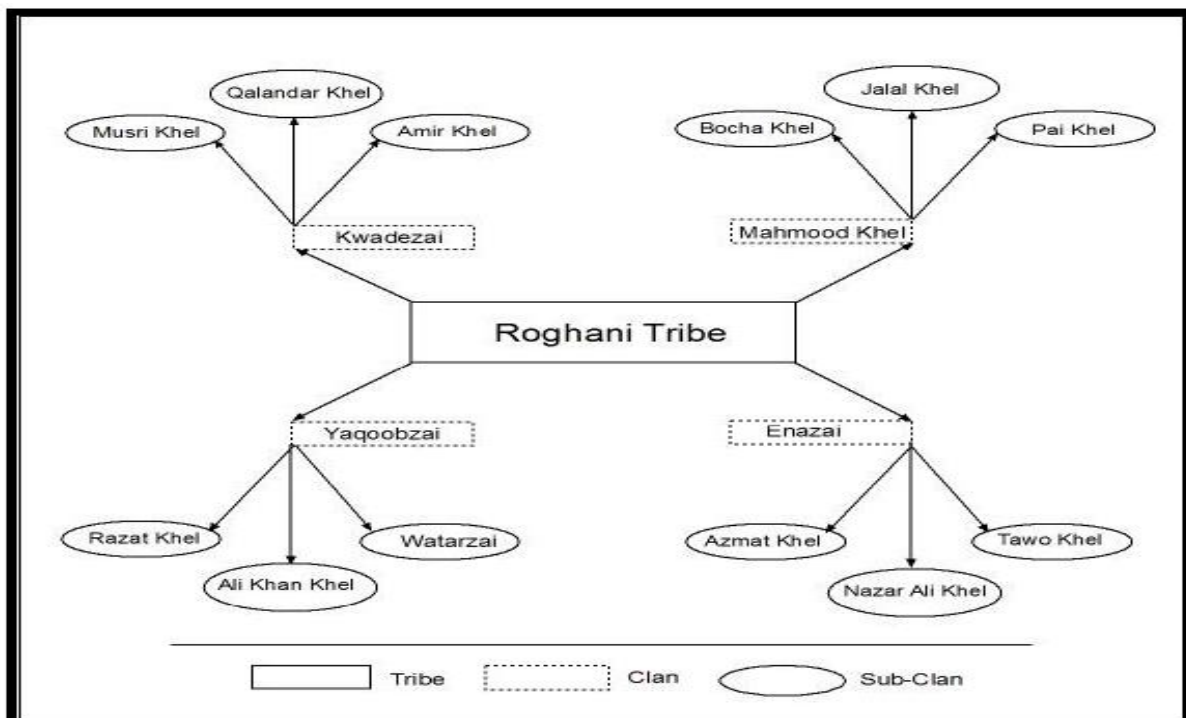 Qalandar Khel
Musri Khel
Amir Khel
Kwadezai
Jalal Khel
Bocha Khel
Pai Khel
Mahmood Khel
Roghani Tribe
Yaqoobzai
Razat Khel
Ali Khan Khel
Watarzai
Enazai
Azmat Khel
Nazar Ali Khel
Tawo Khel
Tribe
Clan
Sub-Clan